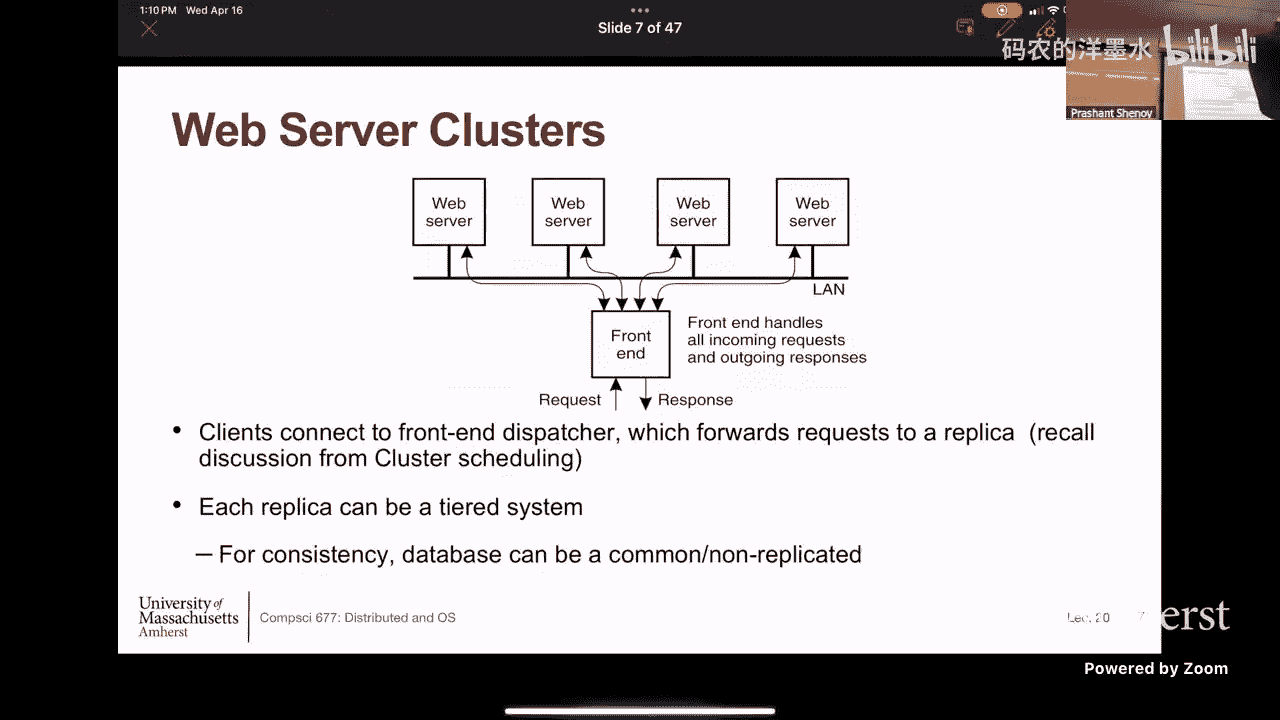 1:10 PM Wed Apr 16
Slide 7 of 47
码农的洋墨水 bilibili
Prashant Shenoy
Web Server Clusters
Web server
Web server
Web server
Web server
LAN
Front end
Front end handles
all incoming requests
and outgoing responses
Request
Response
• Clients connect to front-end dispatcher, which forwards requests to a replica (recall
discussion from Cluster scheduling)
• Each replica can be a tiered system
– For consistency, database can be a common/non-replicated
University of
Massachusetts
Amherst
Compsci 677: Distributed and OS
Lec. 20
7
erst
Powered by Zoom